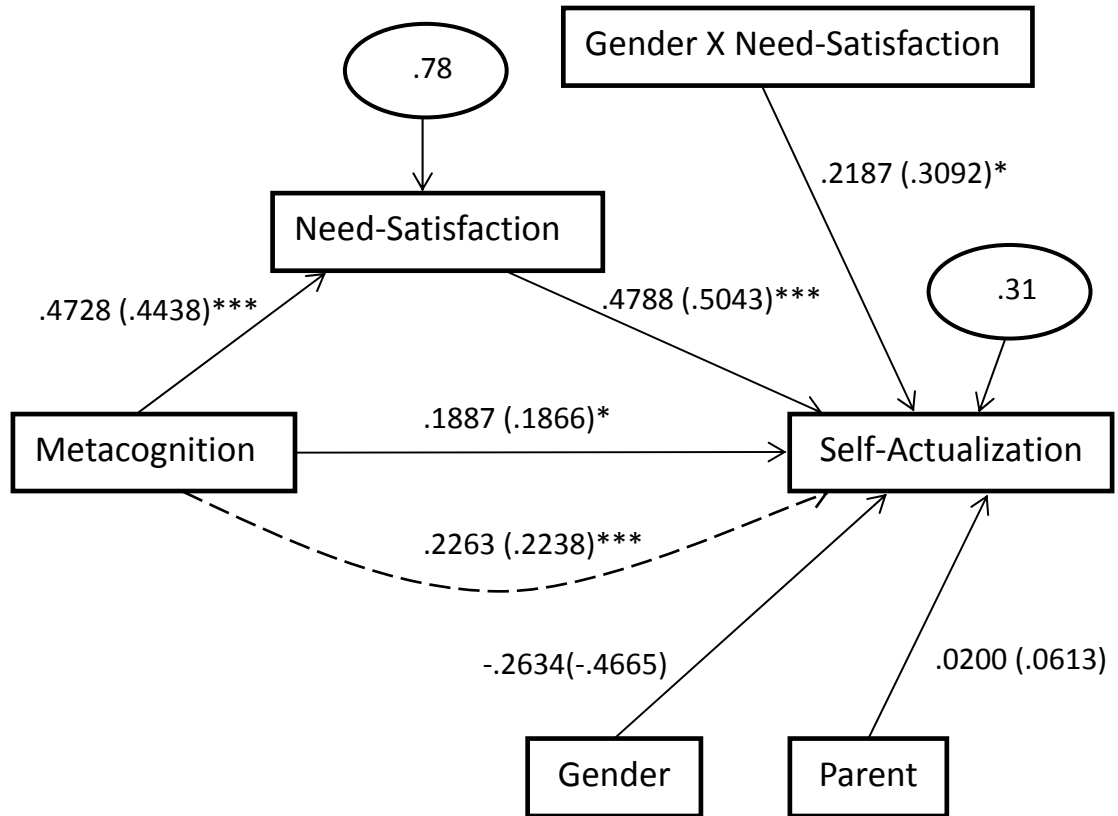 Gender X Need-Satisfaction
.78
.2187 (.3092)*
Need-Satisfaction
.31
.4728 (.4438)***
.4788 (.5043)***
Metacognition
.1887 (.1866)*
Self-Actualization
.2263 (.2238)***
-.2634(-.4665)
.0200 (.0613)
Gender
Parent